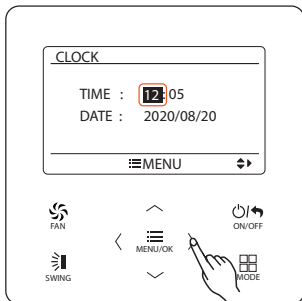 CLOCK
TIME : 12:05
DATE : 2020/08/20
MENU
FAN
ON/OFF
MENU/OK
SWING
MODE